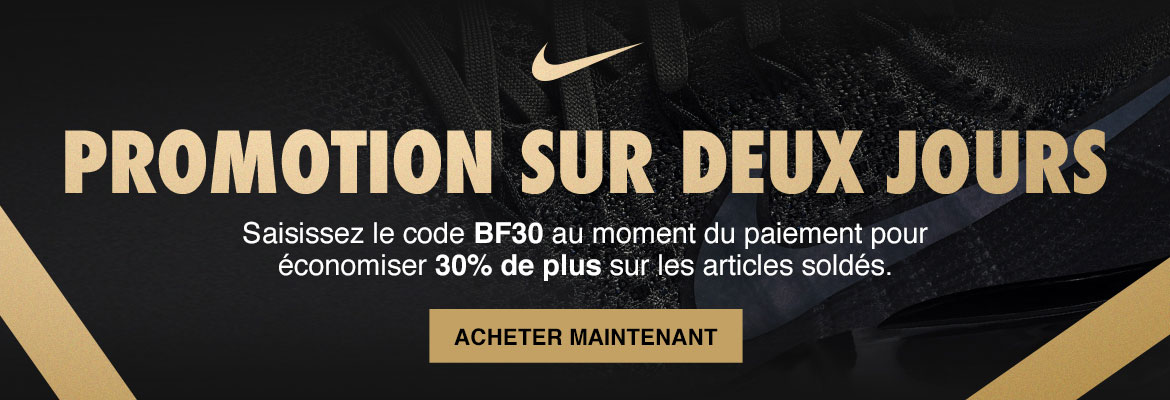 PROMOTION SUR DEUX JOURS
Saisissez le code BF30 au moment du paiement pour
économiser 30% de plus sur les articles soldés.
ACHETER MAINTENANT